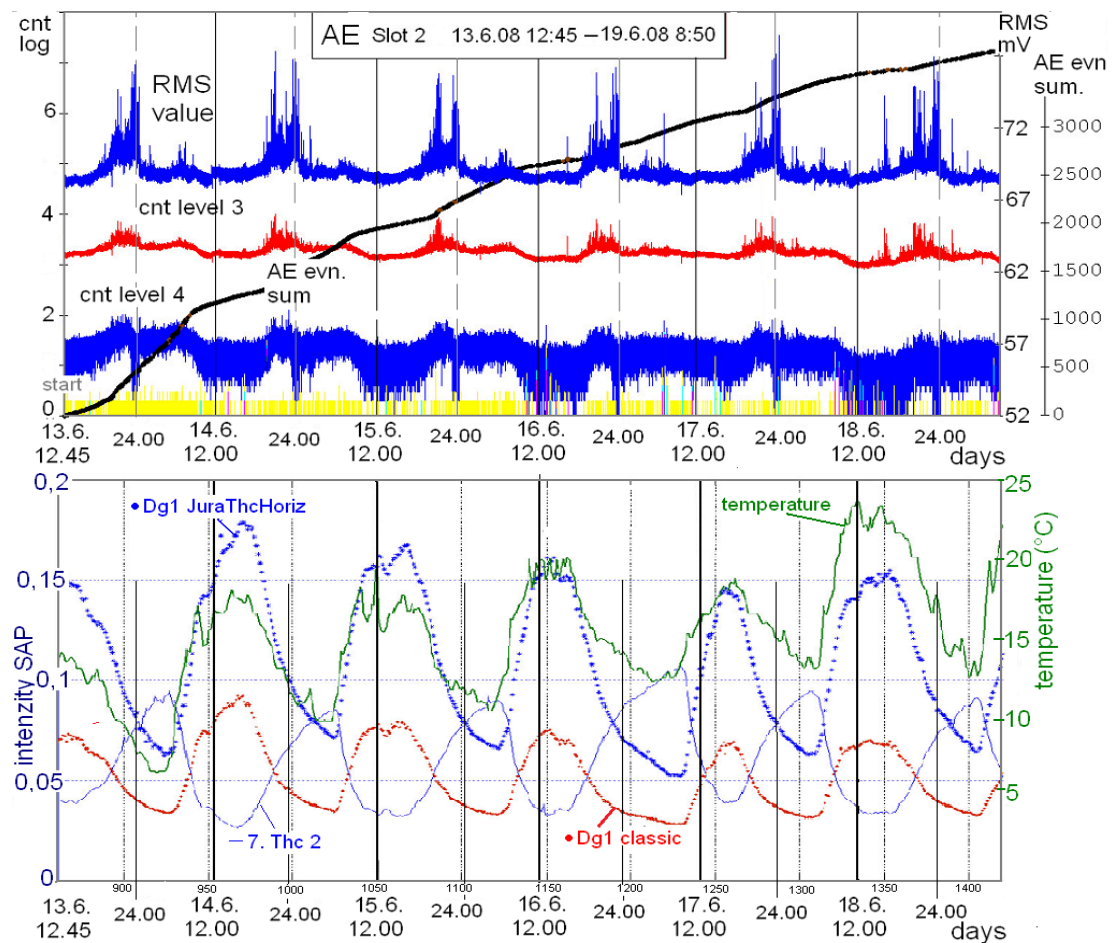 cnt log
AE Slot 2 13.6.08 12:45 –19.6.08 8:50
RMS mV
AE evn. sum.
RMS value
6
72
3000
2500
67
cnt level 3
4
2000
62
1500
AE evn. sum
cnt level 4
2
1000
57
500
start
0
52
0
13.6. 24.00 14.6. 24.00 15.6. 24.00 16.6. 24.00 17.6. 24.00 18.6. 24.00
12.45 12.00 12.00 12.00 12.00 12.00 days
0,2
25
• Dg1 JuraThcHoriz
temperature
20
0,15
15
intenzity SAP
temperature (°C)
0,1
10
0.05
5
– 7. Thc 2
• Dg1 classic
0
900 950 1000 1050 1100 1150 1200 1250 1300 1350 1400
13.6. 24.00 14.6. 24.00 15.6. 24.00 16.6. 24.00 17.6. 24.00 18.6. 24.00
12.45 12.00 12.00 12.00 12.00 12.00 days